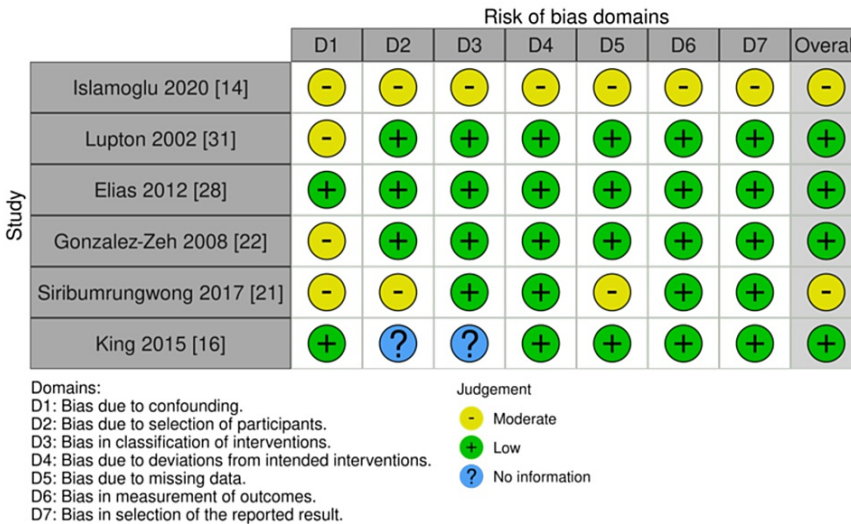 Risk of bias domains
D1 D2 D3 D4 D5 D6 D7 Overal
Study
Islamoglu 2020 [14] - - - - - - - -
Lupton 2002 [31] - + + + + + + +
Elias 2012 [28] + + + + + + + +
Gonzalez-Zeh 2008 [22] - + + + + + + +
Siribumrungwong 2017 [21] - - + + - + + -
King 2015 [16] + ? ? + + + + +
Domains:
D1: Bias due to confounding.
D2: Bias due to selection of participants.
D3: Bias in classification of interventions.
D4: Bias due to deviations from intended interventions.
D5: Bias due to missing data.
D6: Bias in measurement of outcomes.
D7: Bias in selection of the reported result.
Judgement
- Moderate
+ Low
? No information